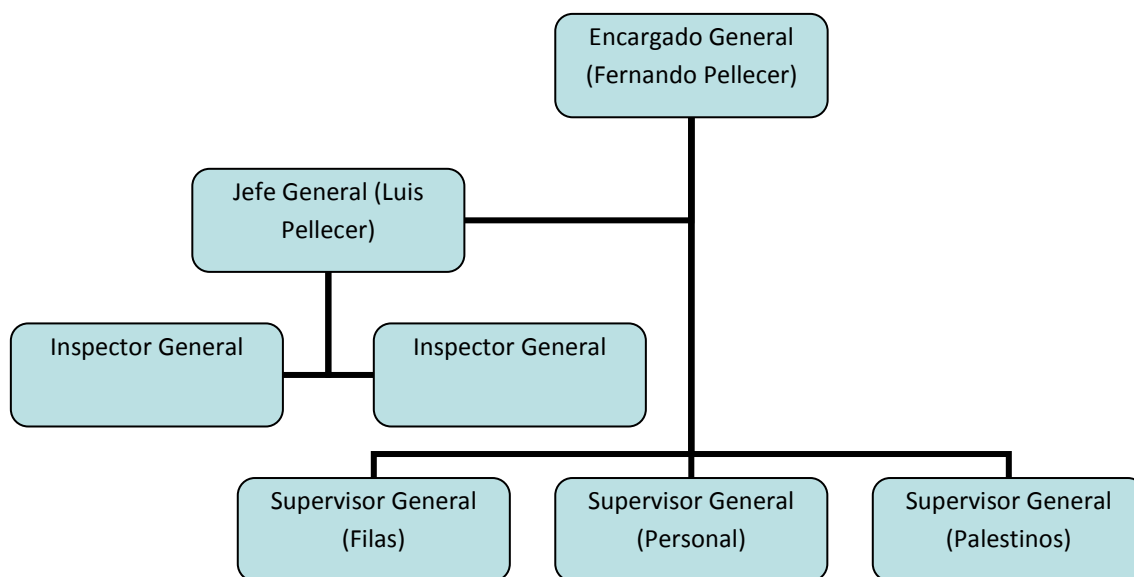 Encargado General
(Fernando Pellecer)
Jefe General (Luis
Pellecer)
Inspector General
Inspector General
Supervisor General
(Filas)
Supervisor General
(Personal)
Supervisor General
(Palestinos)